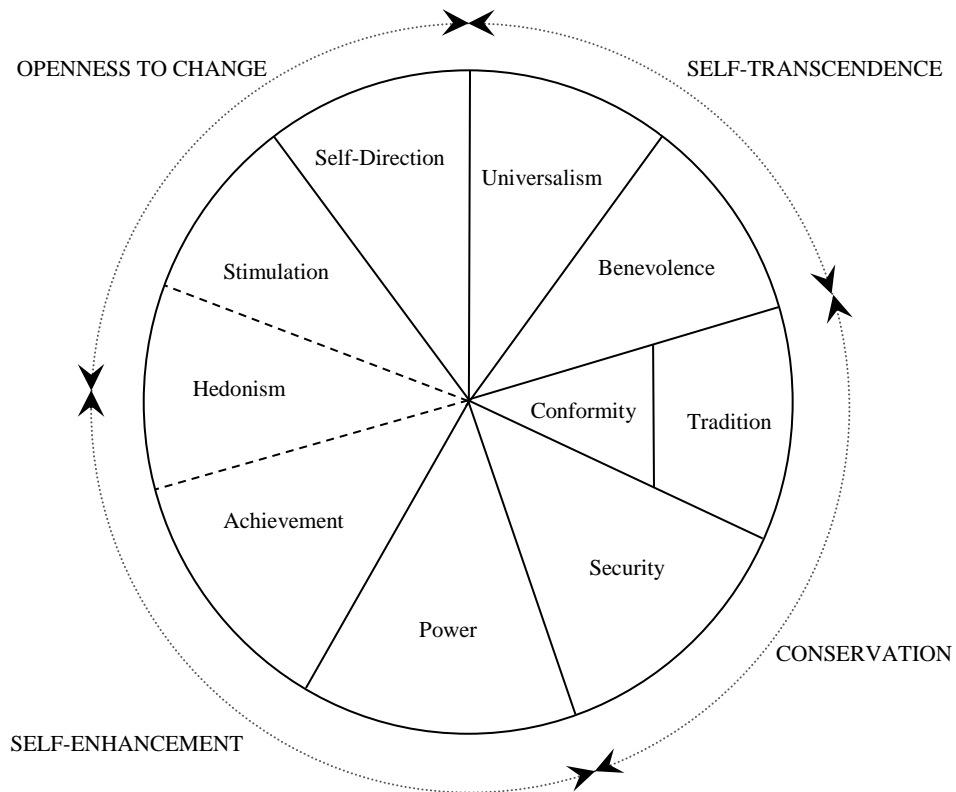 OPENNESS TO CHANGE
SELF-TRANSCENDENCE
Self-Direction
Universalism
Stimulation
Benevolence
Hedonism
Conformity
Tradition
Achievement
Security
Power
CONSERVATION
SELF-ENHANCEMENT